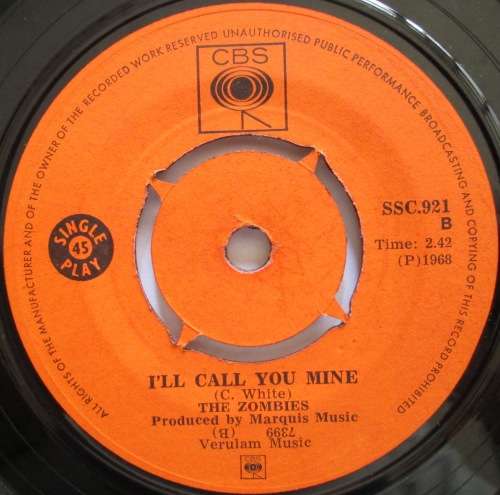 ALL RIGHTS OF THE MANUFACTURER AND OF THE OWNER OF THE RECORDED WORK RESERVED UNAUTHORISED PUBLIC PERFORMANCE BROADCASTING AND COPYING OF THIS RECORD PROHIBITED
CBS
SINGLE
45
PLAY
SSC.921
B
Time: 2.42
(P)1968
I'LL CALL YOU MINE
(C. White)
THE ZOMBIES
Produced by Marquis Music
7399 (B)
Verulam Music
CBS